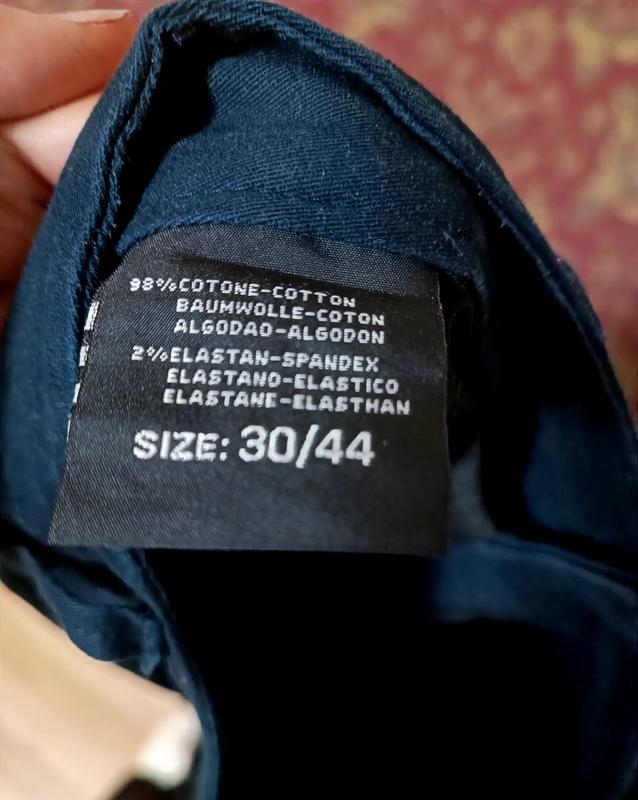 98%COTONE-COTTON
BAUMWOLLE-COTON
ALGODAO-ALGODON
2%ELASTAN-SPANDEX
ELASTANO-ELASTICO
ELASTANE-ELASTHAN
SIZE: 30/44